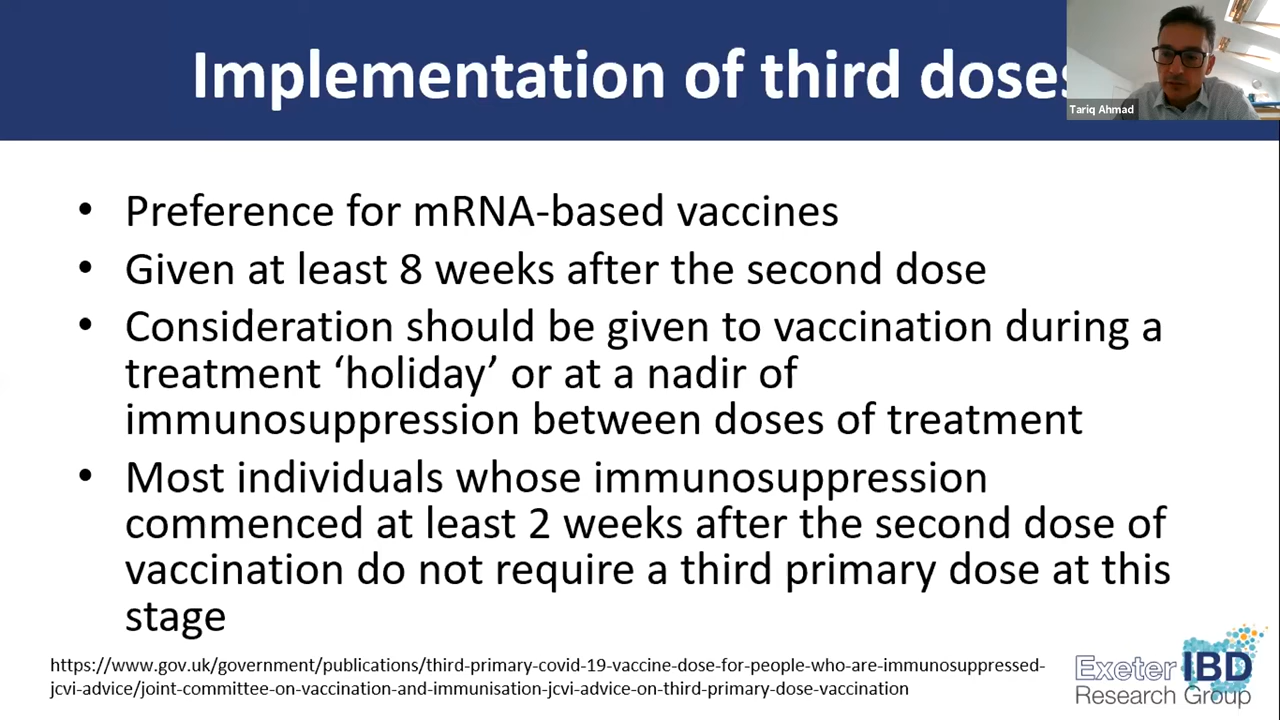 Implementation of third doses
Tariq Ahmad
• Preference for mRNA-based vaccines
• Given at least 8 weeks after the second dose
• Consideration should be given to vaccination during a
treatment ‘holiday’ or at a nadir of
immunosuppression between doses of treatment
• Most individuals whose immunosuppression
commenced at least 2 weeks after the second dose of
vaccination do not require a third primary dose at this
stage
https://www.gov.uk/government/publications/third-primary-covid-19-vaccine-dose-for-people-who-are-immunosuppressed-
jcvi-advice/joint-committee-on-vaccination-and-immunisation-jcvi-advice-on-third-primary-dose-vaccination
Exeter IBD
Research Group